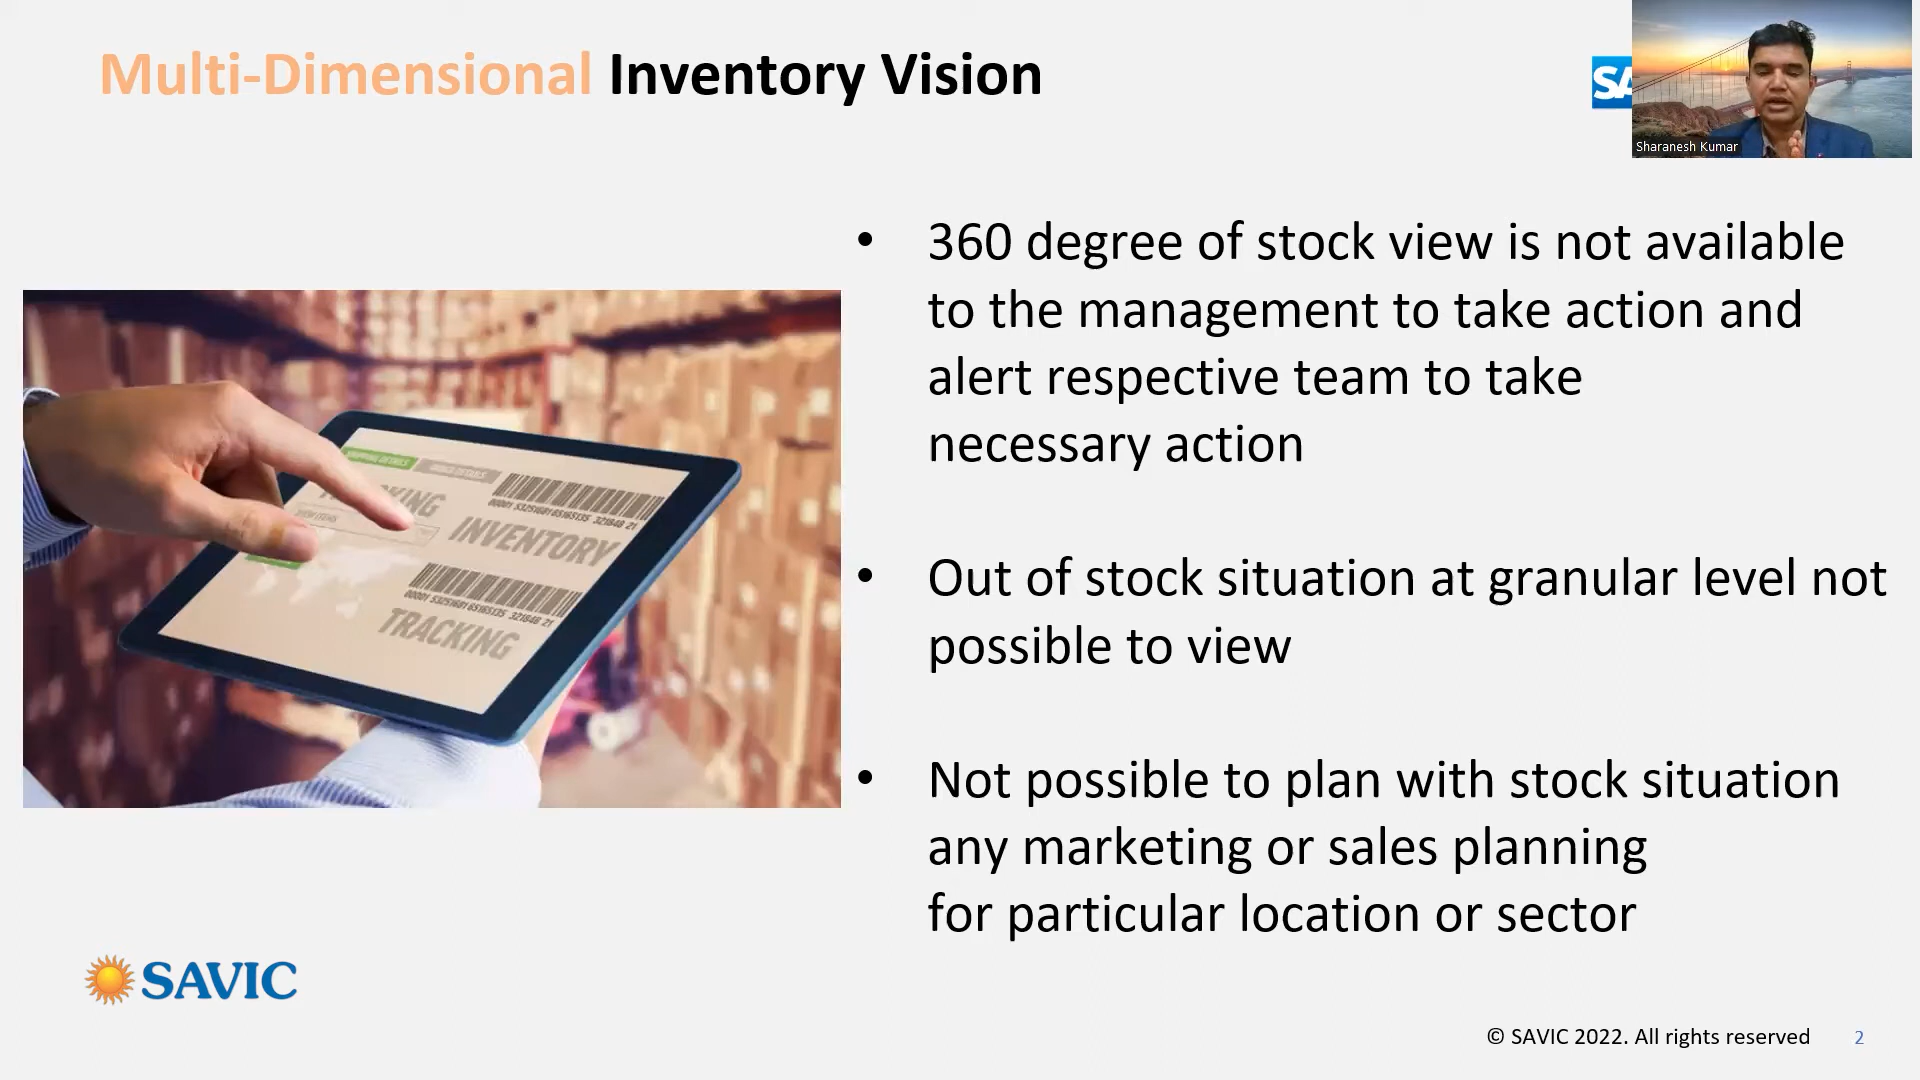 Multi-Dimensional Inventory Vision
SA
Sharanesh Kumar
• 360 degree of stock view is not available
to the management to take action and
alert respective team to take
necessary action
• Out of stock situation at granular level not
possible to view
• Not possible to plan with stock situation
any marketing or sales planning
for particular location or sector
INVENTORY
TRACKING
SAVIC
© SAVIC 2022. All rights reserved
2